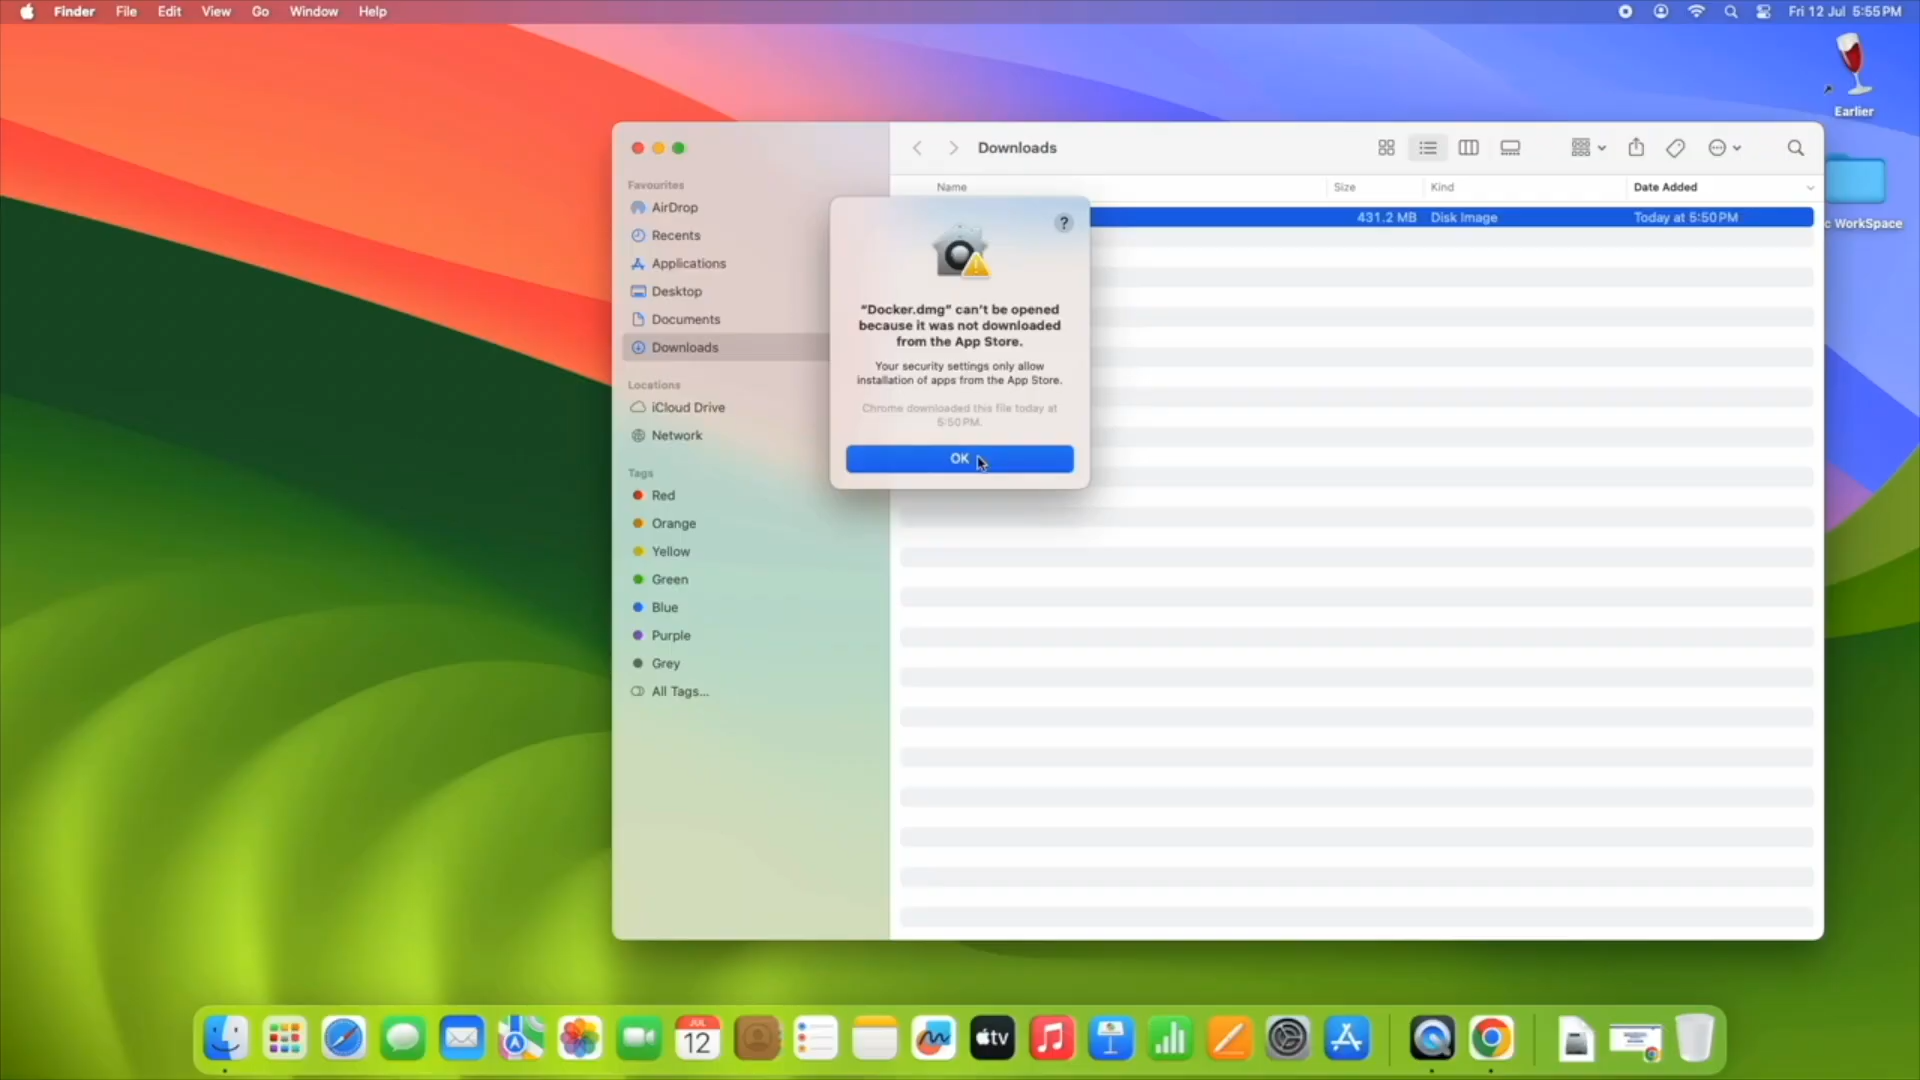 Finder File Edit View Go Window Help
Fri 12 Jul 5:55 PM
Earlier
c WorkSpace
Downloads
Name Size Kind Date Added
431.2 MB Disk Image Today at 5:50 PM
Favourites
AirDrop
Recents
Applications
Desktop
Documents
Downloads
Locations
iCloud Drive
Network
Tags
Red
Orange
Yellow
Green
Blue
Purple
Grey
All Tags...
?
“Docker.dmg” can’t be opened
because it was not downloaded
from the App Store.
Your security settings only allow
installation of apps from the App Store.
Chrome downloaded this file today at
5:50 PM.
OK
JUL
12
tv